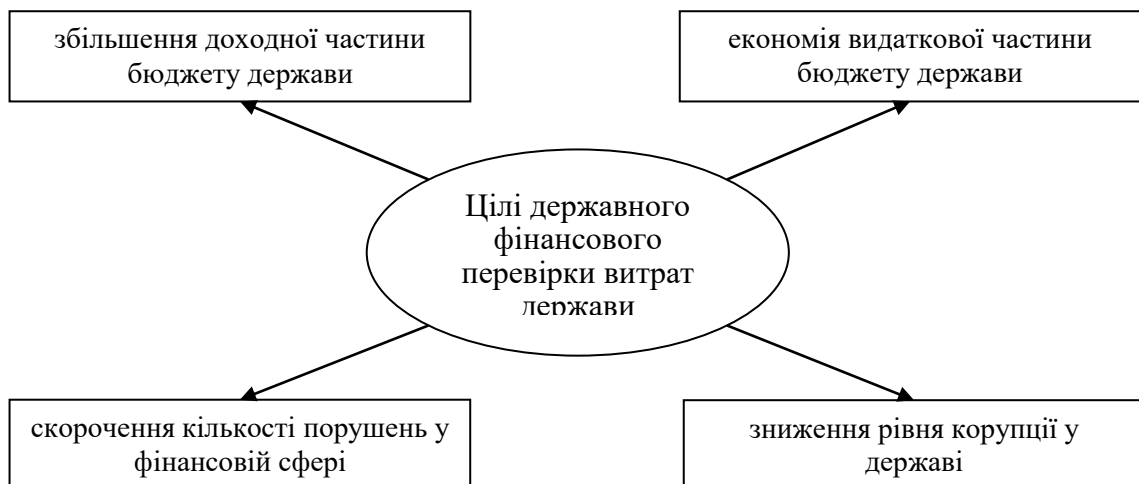 збільшення доходної частини
бюджету держави
економія видаткової частини
бюджету держави
Цілі державного
фінансового
перевірки витрат
держави
скорочення кількості порушень у
фінансовій сфері
зниження рівня корупції у
державі